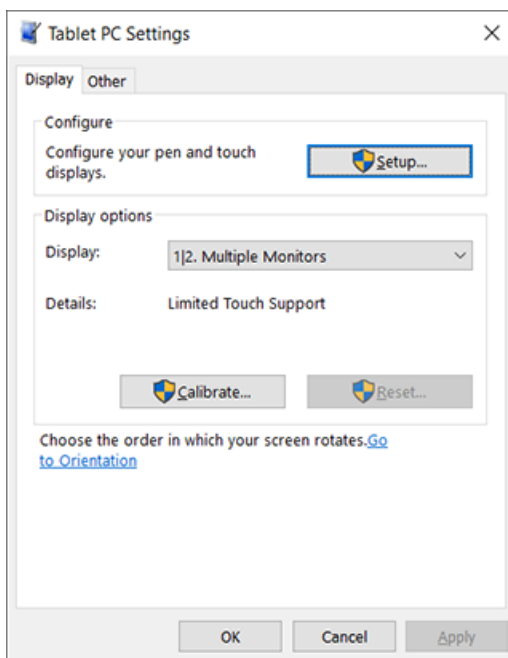 Tablet PC Settings
Display
Other
Configure
Configure your pen and touch
displays.
Setup...
Display options
Display:
1|2. Multiple Monitors
Details:
Limited Touch Support
Calibrate...
Reset...
Choose the order in which your screen rotates.Go
to Orientation
OK
Cancel
Apply